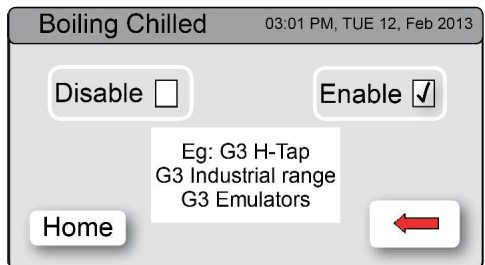 Boiling Chilled 03:01 PM, TUE 12, Feb 2013
Disable Enable
Eg: G3 H-Tap
G3 Industrial range
G3 Emulators
Home